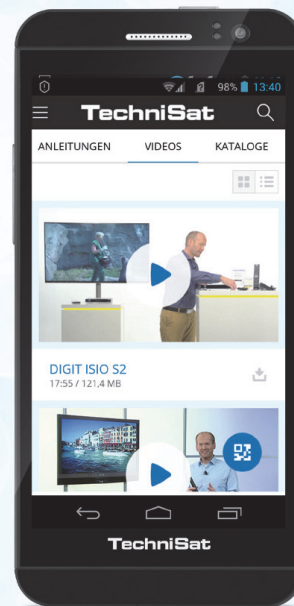 98% 13:40
TechniSat
ANLEITUNGEN VIDEOS KATALOGE
DIGIT ISIO S2
17:55 / 121,4 MB
TechniSat